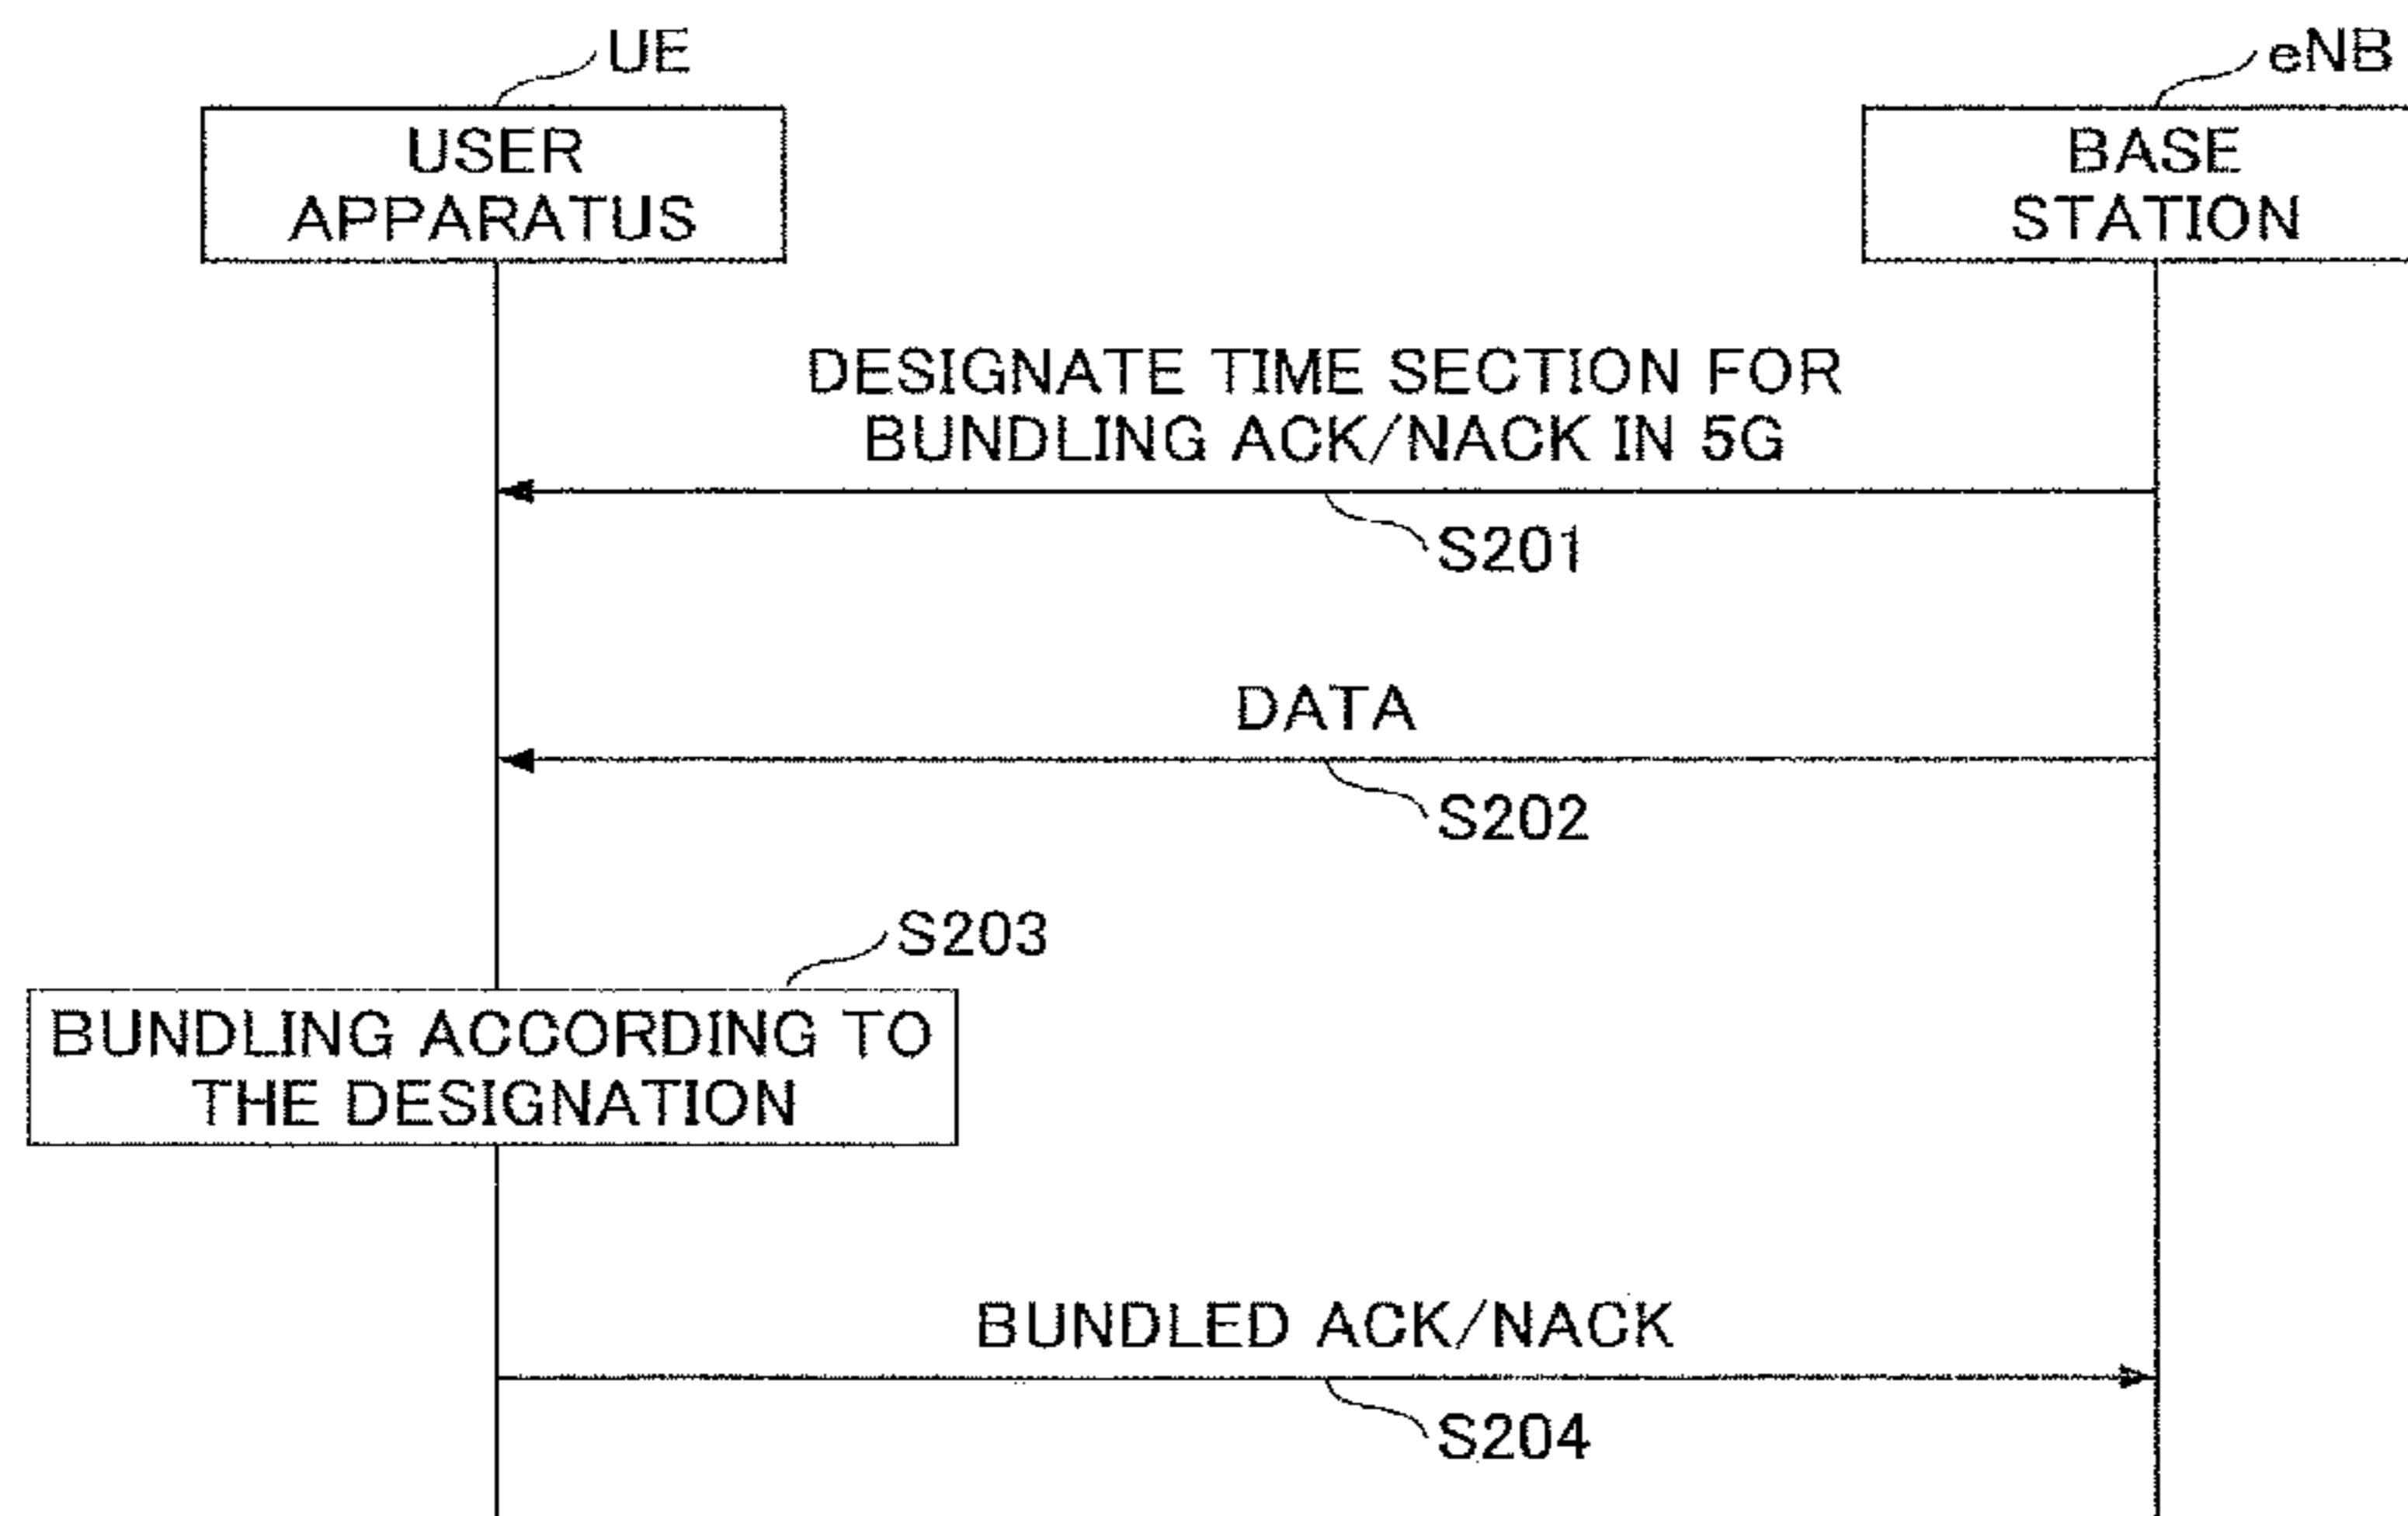 UE
eNB
USER
APPARATUS
BASE
STATION
DESIGNATE TIME SECTION FOR
BUNDLING ACK/NACK IN 5G
S201
DATA
S202
S203
BUNDLING ACCORDING TO
THE DESIGNATION
BUNDLED ACK/NACK
S204